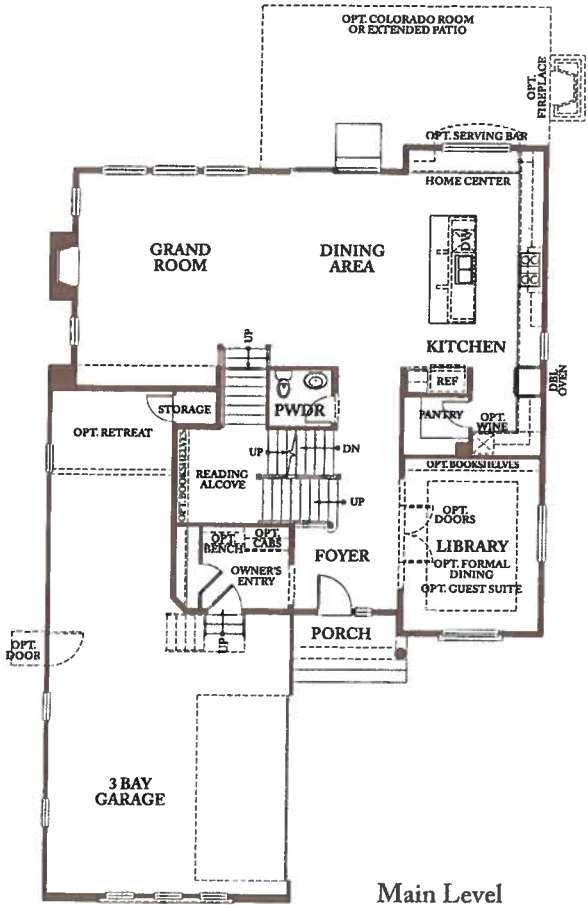 OPT. COLORADO ROOM
OR EXTENDED PATIO
OPT.
FIREPLACE
OPT. SERVING BAR
HOME CENTER
DW
GRAND
ROOM
DINING
AREA
KITCHEN
UP
REF
DBL
OVEN
PWDR
STORAGE
PANTRY
OPT.
WINE
OPT. RETREAT
OPT. BOOKSHELVES
READING
ALCOVE
UP
DN
UP
OPT. BOOKSHELVES
OPT.
DOORS
LIBRARY
OPT. FORMAL
DINING
OPT. GUEST SUITE
OPT.
BENCH
OPT.
CABS
OWNER'S
ENTRY
FOYER
UP
PORCH
OPT.
DOOR
3 BAY
GARAGE
Main Level